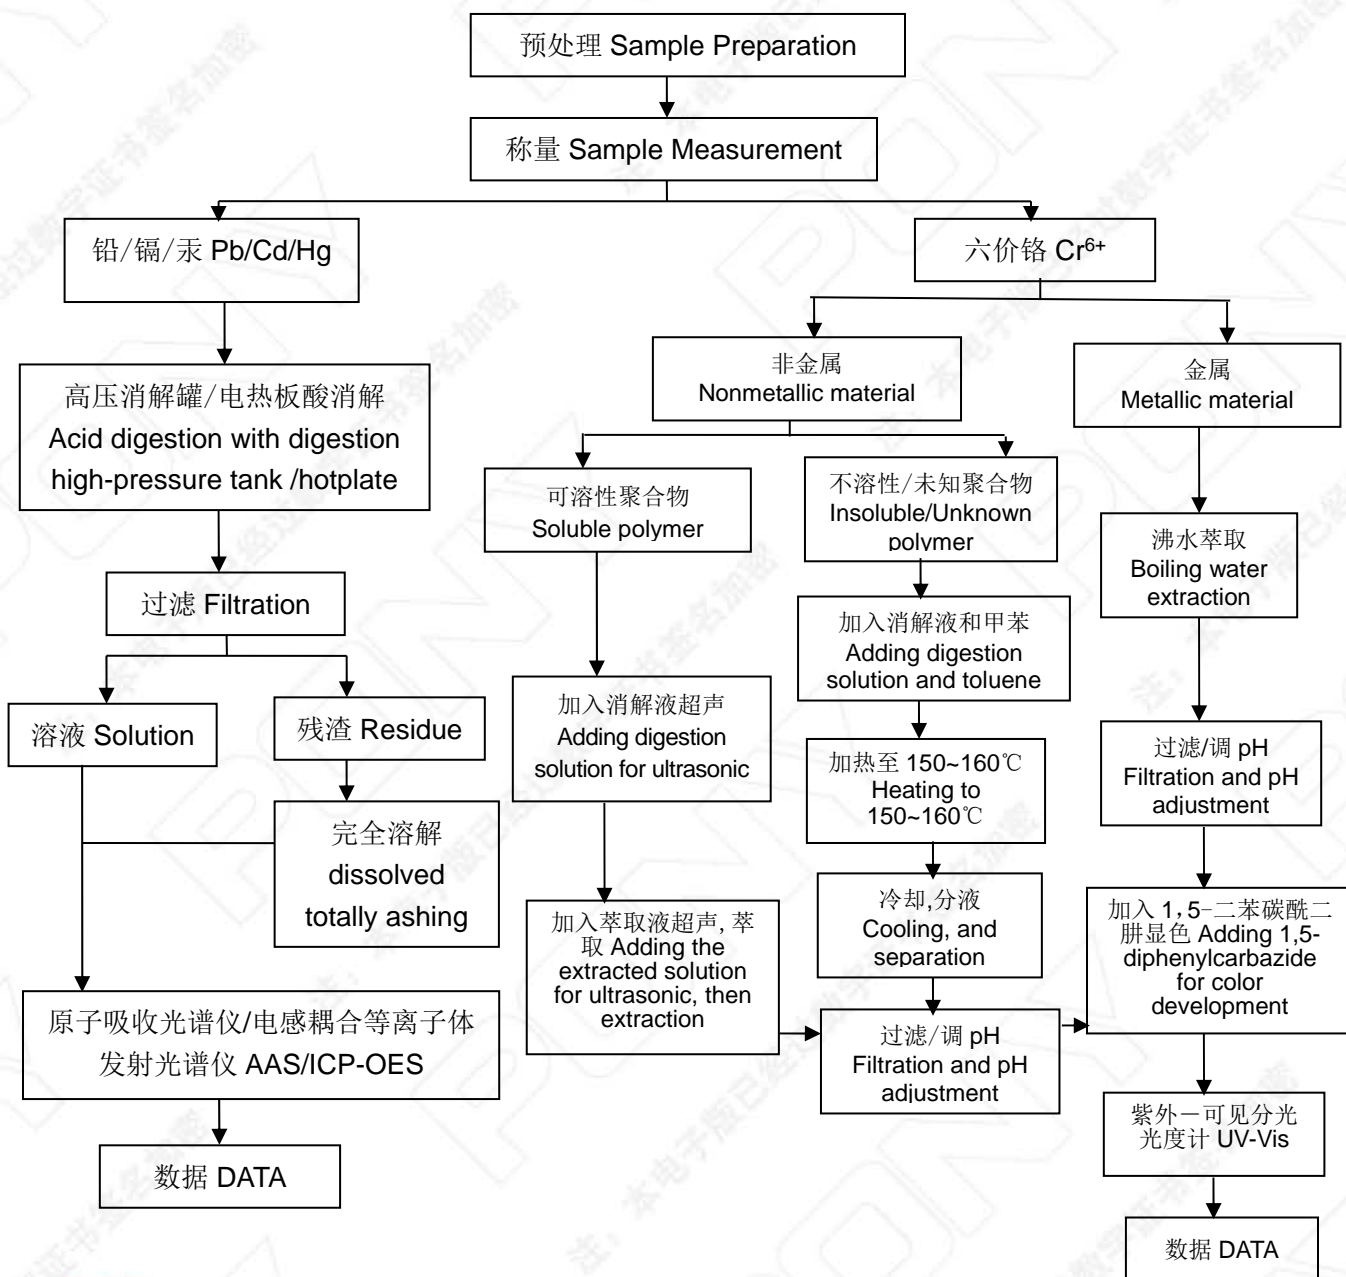 预处理 Sample Preparation
称量 Sample Measurement
铅/镉/汞 Pb/Cd/Hg
六价铬 Cr⁶⁺
高压消解罐/电热板酸消解
Acid digestion with digestion
high-pressure tank /hotplate
非金属
Nonmetallic material
金属
Metallic material
可溶性聚合物
Soluble polymer
不溶性/未知聚合物
Insoluble/Unknown
polymer
沸水萃取
Boiling water
extraction
过滤 Filtration
加入消解液和甲苯
Adding digestion
solution and toluene
溶液 Solution
残渣 Residue
加入消解液超声
Adding digestion
solution for ultrasonic
加热至 150~160℃
Heating to
150~160℃
过滤/调 pH
Filtration and pH
adjustment
完全溶解
dissolved
totally ashing
加入萃取液超声,萃
取 Adding the
extracted solution
for ultrasonic, then
extraction
冷却,分液
Cooling, and
separation
加入 1，5-二苯碳酰二
肼显色 Adding 1,5-
diphenylcarbazide
for color
development
原子吸收光谱仪/电感耦合等离子体
发射光谱仪 AAS/ICP-OES
过滤/调 pH
Filtration and pH
adjustment
紫外－可见分光
光度计 UV-Vis
数据 DATA
数据 DATA